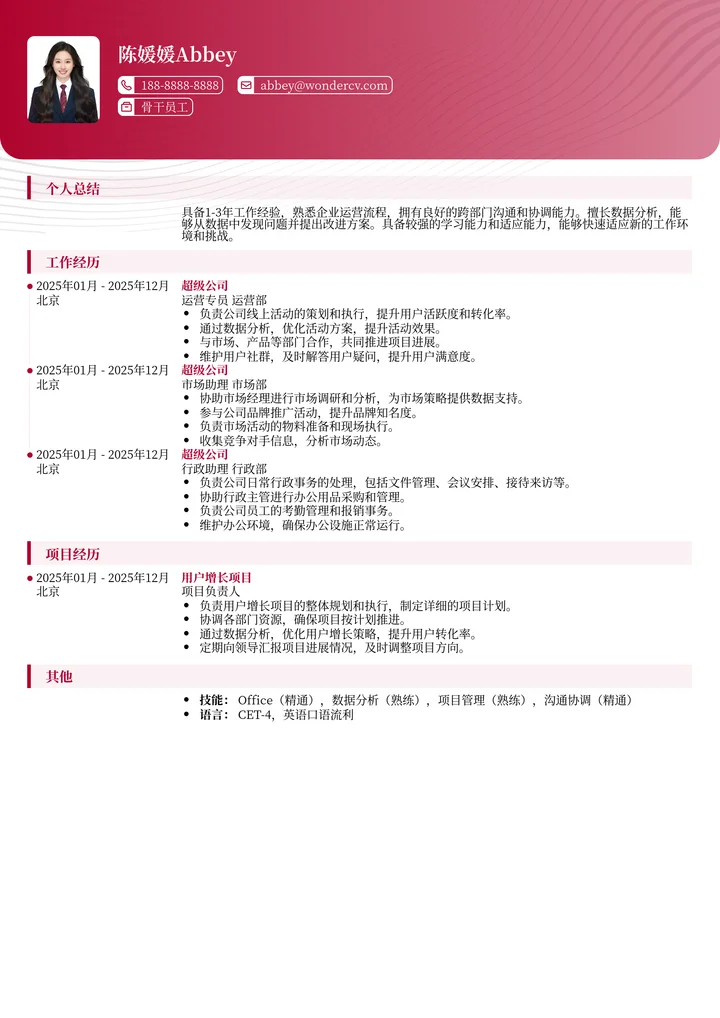 陈媛媛Abbey
188-8888-8888
abbey@wondercv.com
骨干员工
个人总结
具备1-3年工作经验，熟悉企业运营流程，拥有良好的跨部门沟通和协调能力。擅长数据分析，能
够从数据中发现问题并提出改进方案。具备较强的学习能力和适应能力，能够快速适应新的工作环
境和挑战。
工作经历
2025年01月 - 2025年12月
北京
超级公司
运营专员 运营部
• 负责公司线上活动的策划和执行，提升用户活跃度和转化率。
• 通过数据分析，优化活动方案，提升活动效果。
• 与市场、产品等部门合作，共同推进项目进展。
• 维护用户社群，及时解答用户疑问，提升用户满意度。
2025年01月 - 2025年12月
北京
超级公司
市场助理 市场部
• 协助市场经理进行市场调研和分析，为市场策略提供数据支持。
• 参与公司品牌推广活动，提升品牌知名度。
• 负责市场活动的物料准备和现场执行。
• 收集竞争对手信息，分析市场动态。
2025年01月 - 2025年12月
北京
超级公司
行政助理 行政部
• 负责公司日常行政事务的处理，包括文件管理、会议安排、接待来访等。
• 协助行政主管进行办公用品采购和管理。
• 负责公司员工的考勤管理和报销事务。
• 维护办公环境，确保办公设施正常运行。
项目经历
2025年01月 - 2025年12月
北京
用户增长项目
项目负责人
• 负责用户增长项目的整体规划和执行，制定详细的项目计划。
• 协调各部门资源，确保项目按计划推进。
• 通过数据分析，优化用户增长策略，提升用户转化率。
• 定期向领导汇报项目进展情况，及时调整项目方向。
其他
• 技能： Office（精通），数据分析（熟练），项目管理（熟练），沟通协调（精通）
• 语言： CET-4，英语口语流利